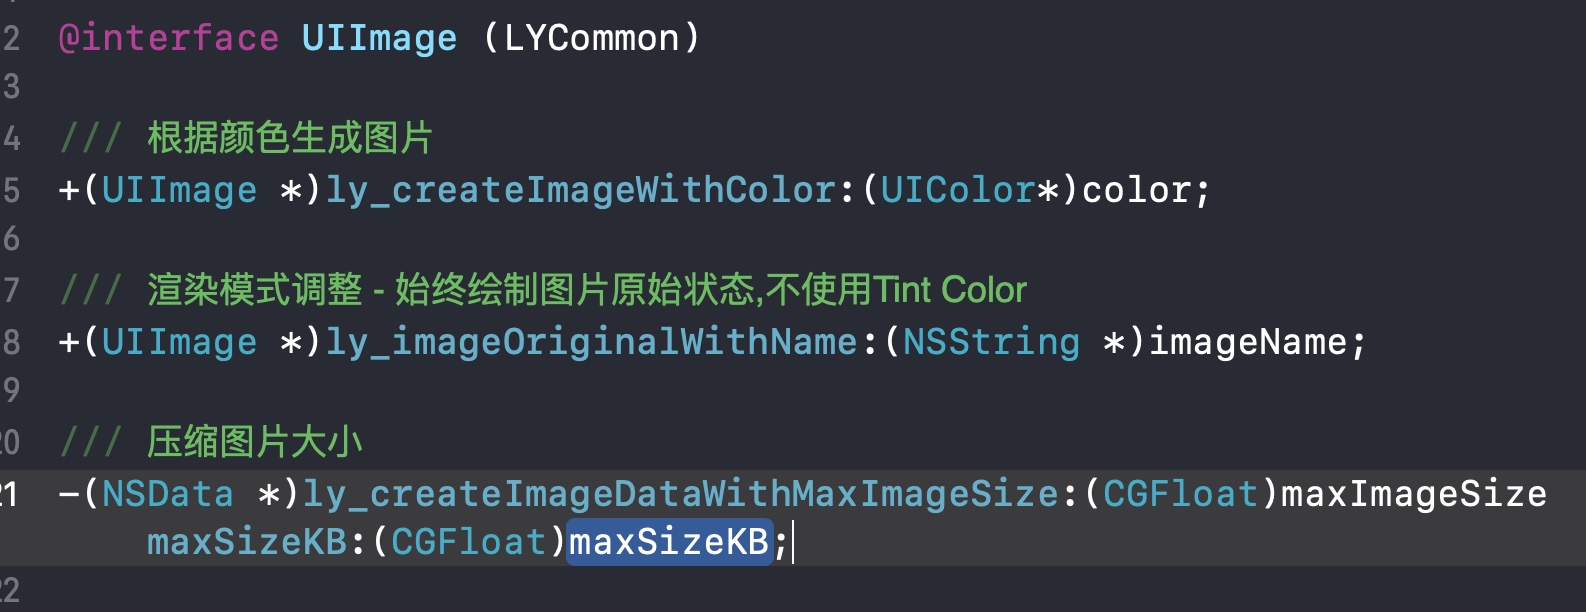 2 @interface UIImage (LYCommon)
3
4 /// 根据颜色生成图片
5 +(UIImage *)ly_createImageWithColor:(UIColor*)color;
6
7 /// 渲染模式调整 - 始终绘制图片原始状态,不使用Tint Color
8 +(UIImage *)ly_imageOriginalWithName:(NSString *)imageName;
9
20 /// 压缩图片大小
21 -(NSData *)ly_createImageDataWithMaxImageSize:(CGFloat)maxImageSize
maxSizeKB:(CGFloat)maxSizeKB;
22